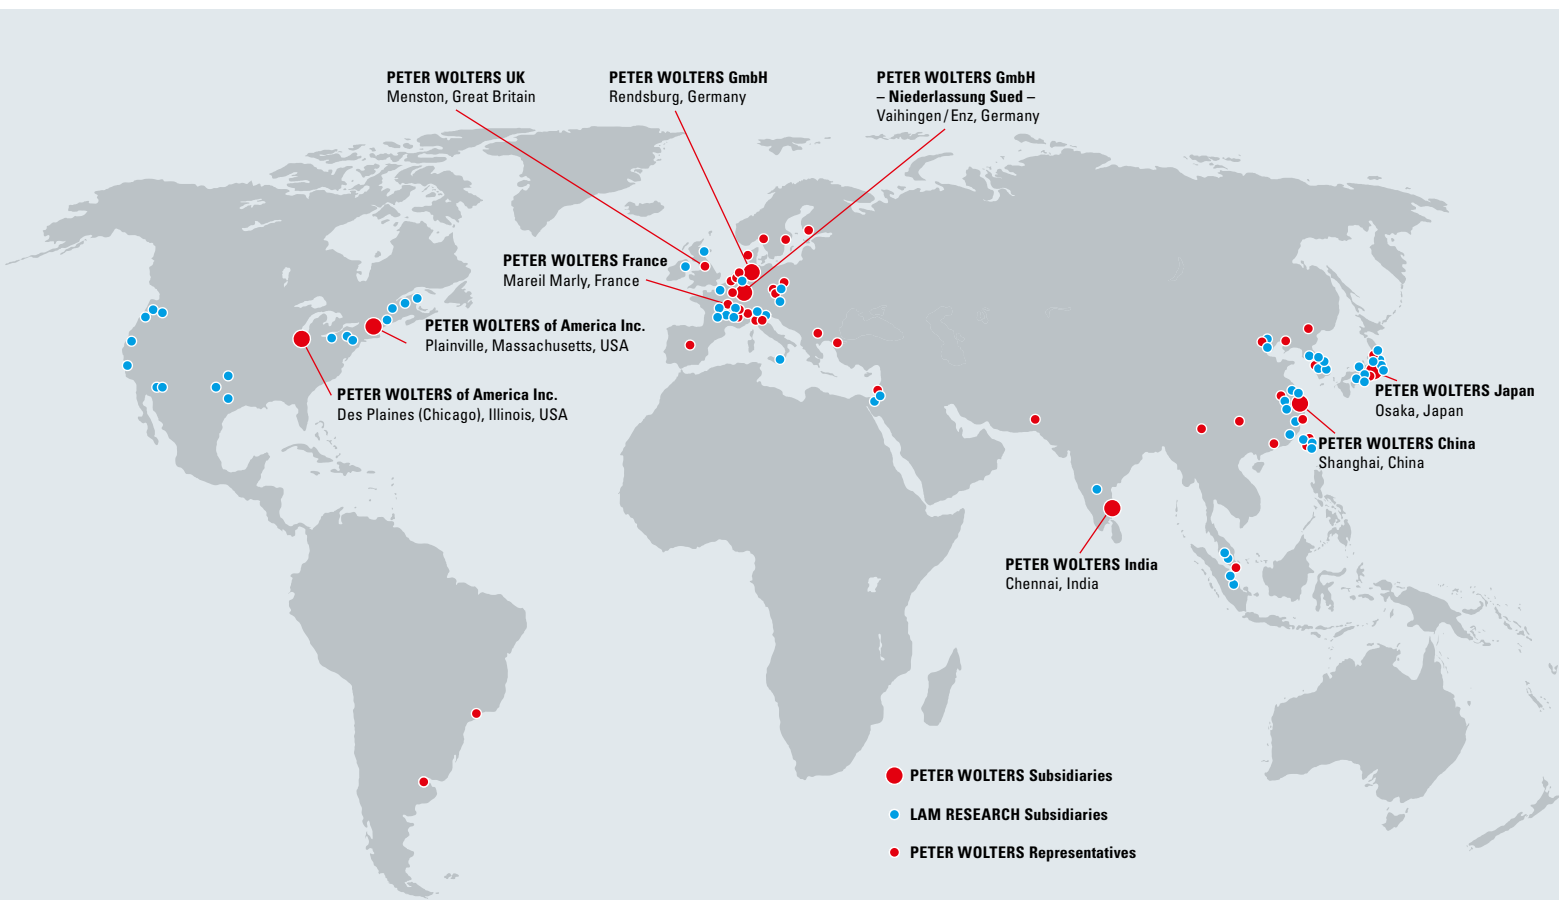 PETER WOLTERS UK
Menston, Great Britain
PETER WOLTERS GmbH
Rendsburg, Germany
PETER WOLTERS GmbH
– Niederlassung Sued –
Vaihingen/Enz, Germany
PETER WOLTERS France
Mareil Marly, France
PETER WOLTERS of America Inc.
Plainville, Massachusetts, USA
PETER WOLTERS of America Inc.
Des Plaines (Chicago), Illinois, USA
PETER WOLTERS Japan
Osaka, Japan
PETER WOLTERS China
Shanghai, China
PETER WOLTERS India
Chennai, India
PETER WOLTERS Subsidiaries
LAM RESEARCH Subsidiaries
PETER WOLTERS Representatives